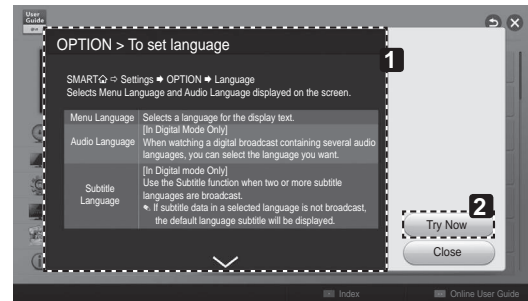 User
Guide
OPTION > To set language
1
SMART ⇨ Settings ➡ OPTION ➡ Language
Selects Menu Language and Audio Language displayed on the screen.
Menu Language Selects a language for the display text.
Audio Language
[In Digital Mode Only]
When watching a digital broadcast containing several audio
languages, you can select the language you want.
Subtitle
Language
[In Digital mode Only]
Use the Subtitle function when two or more subtitle
languages are broadcast.
If subtitle data in a selected language is not broadcast,
the default language subtitle will be displayed.
2
Try Now
Close
Index
Online User Guide